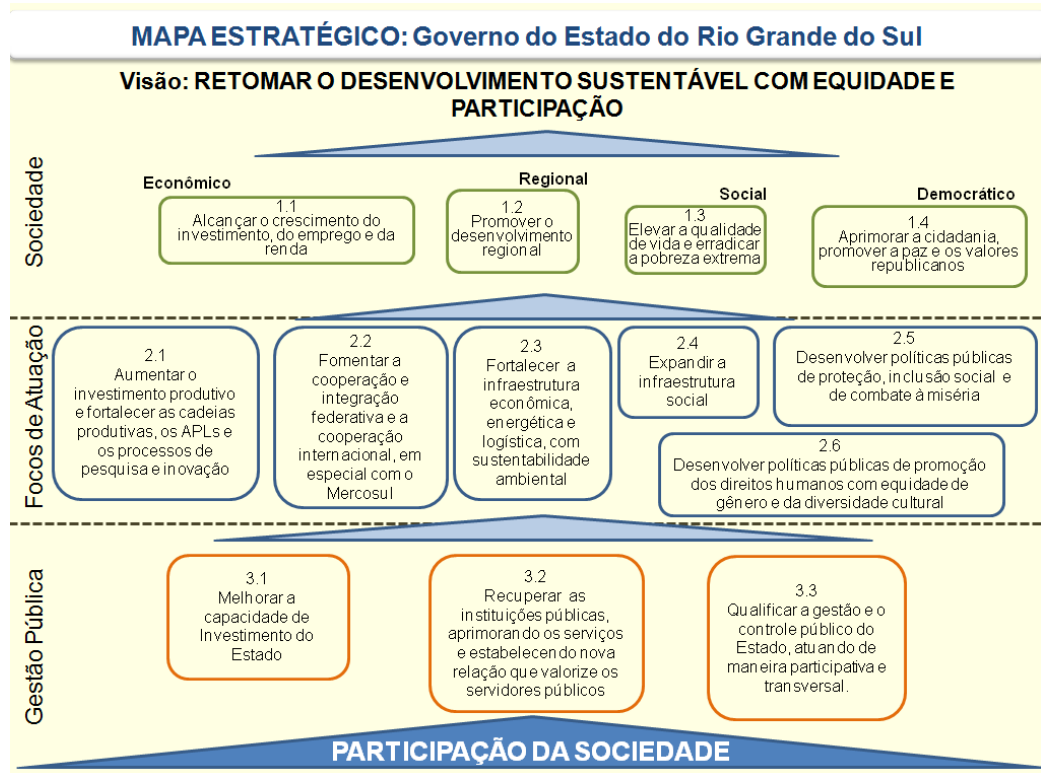 MAPA ESTRATÉGICO: Governo do Estado do Rio Grande do Sul
Visão: RETOMAR O DESENVOLVIMENTO SUSTENTÁVEL COM EQUIDADE E
PARTICIPAÇÃO
Sociedade
Econômico
1.1
Alcançar o crescimento do
investimento, do emprego e da
renda
Regional
1.2
Promover o
desenvolvimento
regional
Social
1.3
Elevar a qualidade
de vida e erradicar
a pobreza extrema
Democrático
1.4
Aprimorar a cidadania,
promover a paz e os valores
republicanos
Focos de Atuação
2.1
Aumentar o
investimento produtivo
e fortalecer as cadeias
produtivas, os APLs e
os processos de
pesquisa e inovação
2.2
Fomentar a
cooperação e
integração
federativa e a
cooperação
internacional, em
especial com o
Mercosul
2.3
Fortalecer a
infraestrutura
econômica,
energética e
logística, com
sustentabilidade
ambiental
2.4
Expandir a
infraestrutura
social
2.5
Desenvolver políticas públicas
de proteção, inclusão social e
de combate à miséria
2.6
Desenvolver políticas públicas de promoção
dos direitos humanos com equidade de
gênero e da diversidade cultural
Gestão Pública
3.1
Melhorar a
capacidade de
Investimento do
Estado
3.2
Recuperar as
instituições públicas,
aprimorando os serviços
e estabelecendo nova
relação que valorize os
servidores públicos
3.3
Qualificar a gestão e o
controle público do
Estado, atuando de
maneira participativa e
transversal.
PARTICIPAÇÃO DA SOCIEDADE